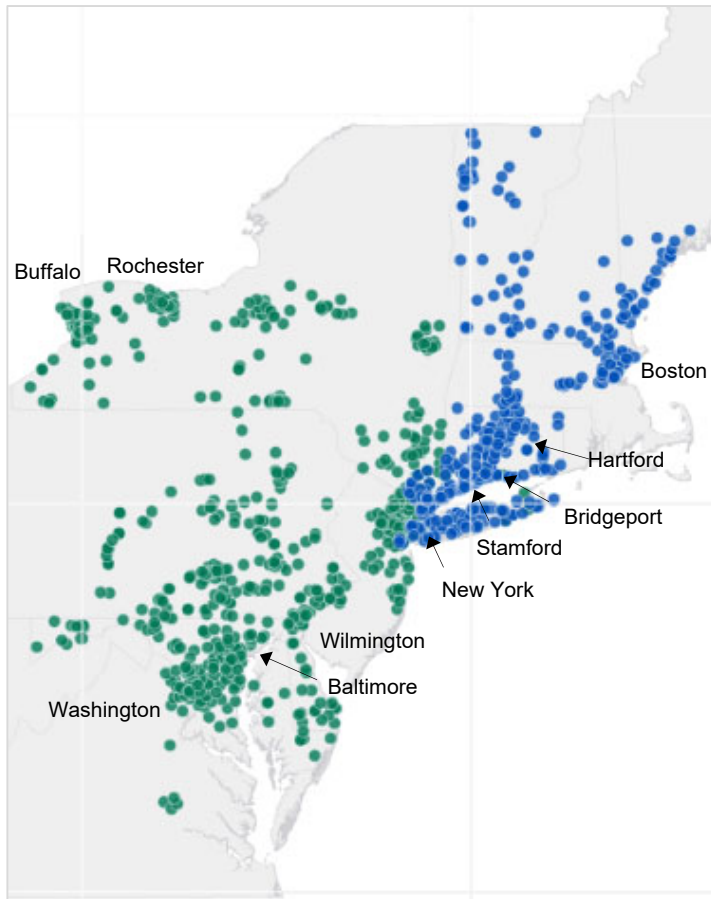 Rochester
Buffalo
Boston
Hartford
Bridgeport
Stamford
New York
Wilmington
Baltimore
Washington